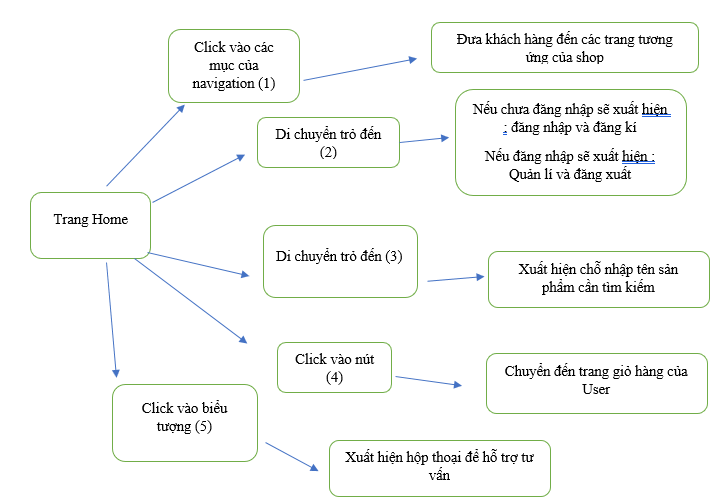 Click vào các
mục của
navigation (1)
Đưa khách hàng đến các trang tương
ứng của shop
Di chuyển trỏ đến
(2)
Nếu chưa đăng nhập sẽ xuất hiện
: đăng nhập và đăng kí
Nếu đăng nhập sẽ xuất hiện :
Quản lí và đăng xuất
Trang Home
Di chuyển trỏ đến (3)
Xuất hiện chỗ nhập tên sản
phẩm cần tìm kiếm
Click vào nút
(4)
Chuyển đến trang giỏ hàng của
User
Click vào biểu
tượng (5)
Xuất hiện hộp thoại để hỗ trợ tư
vấn